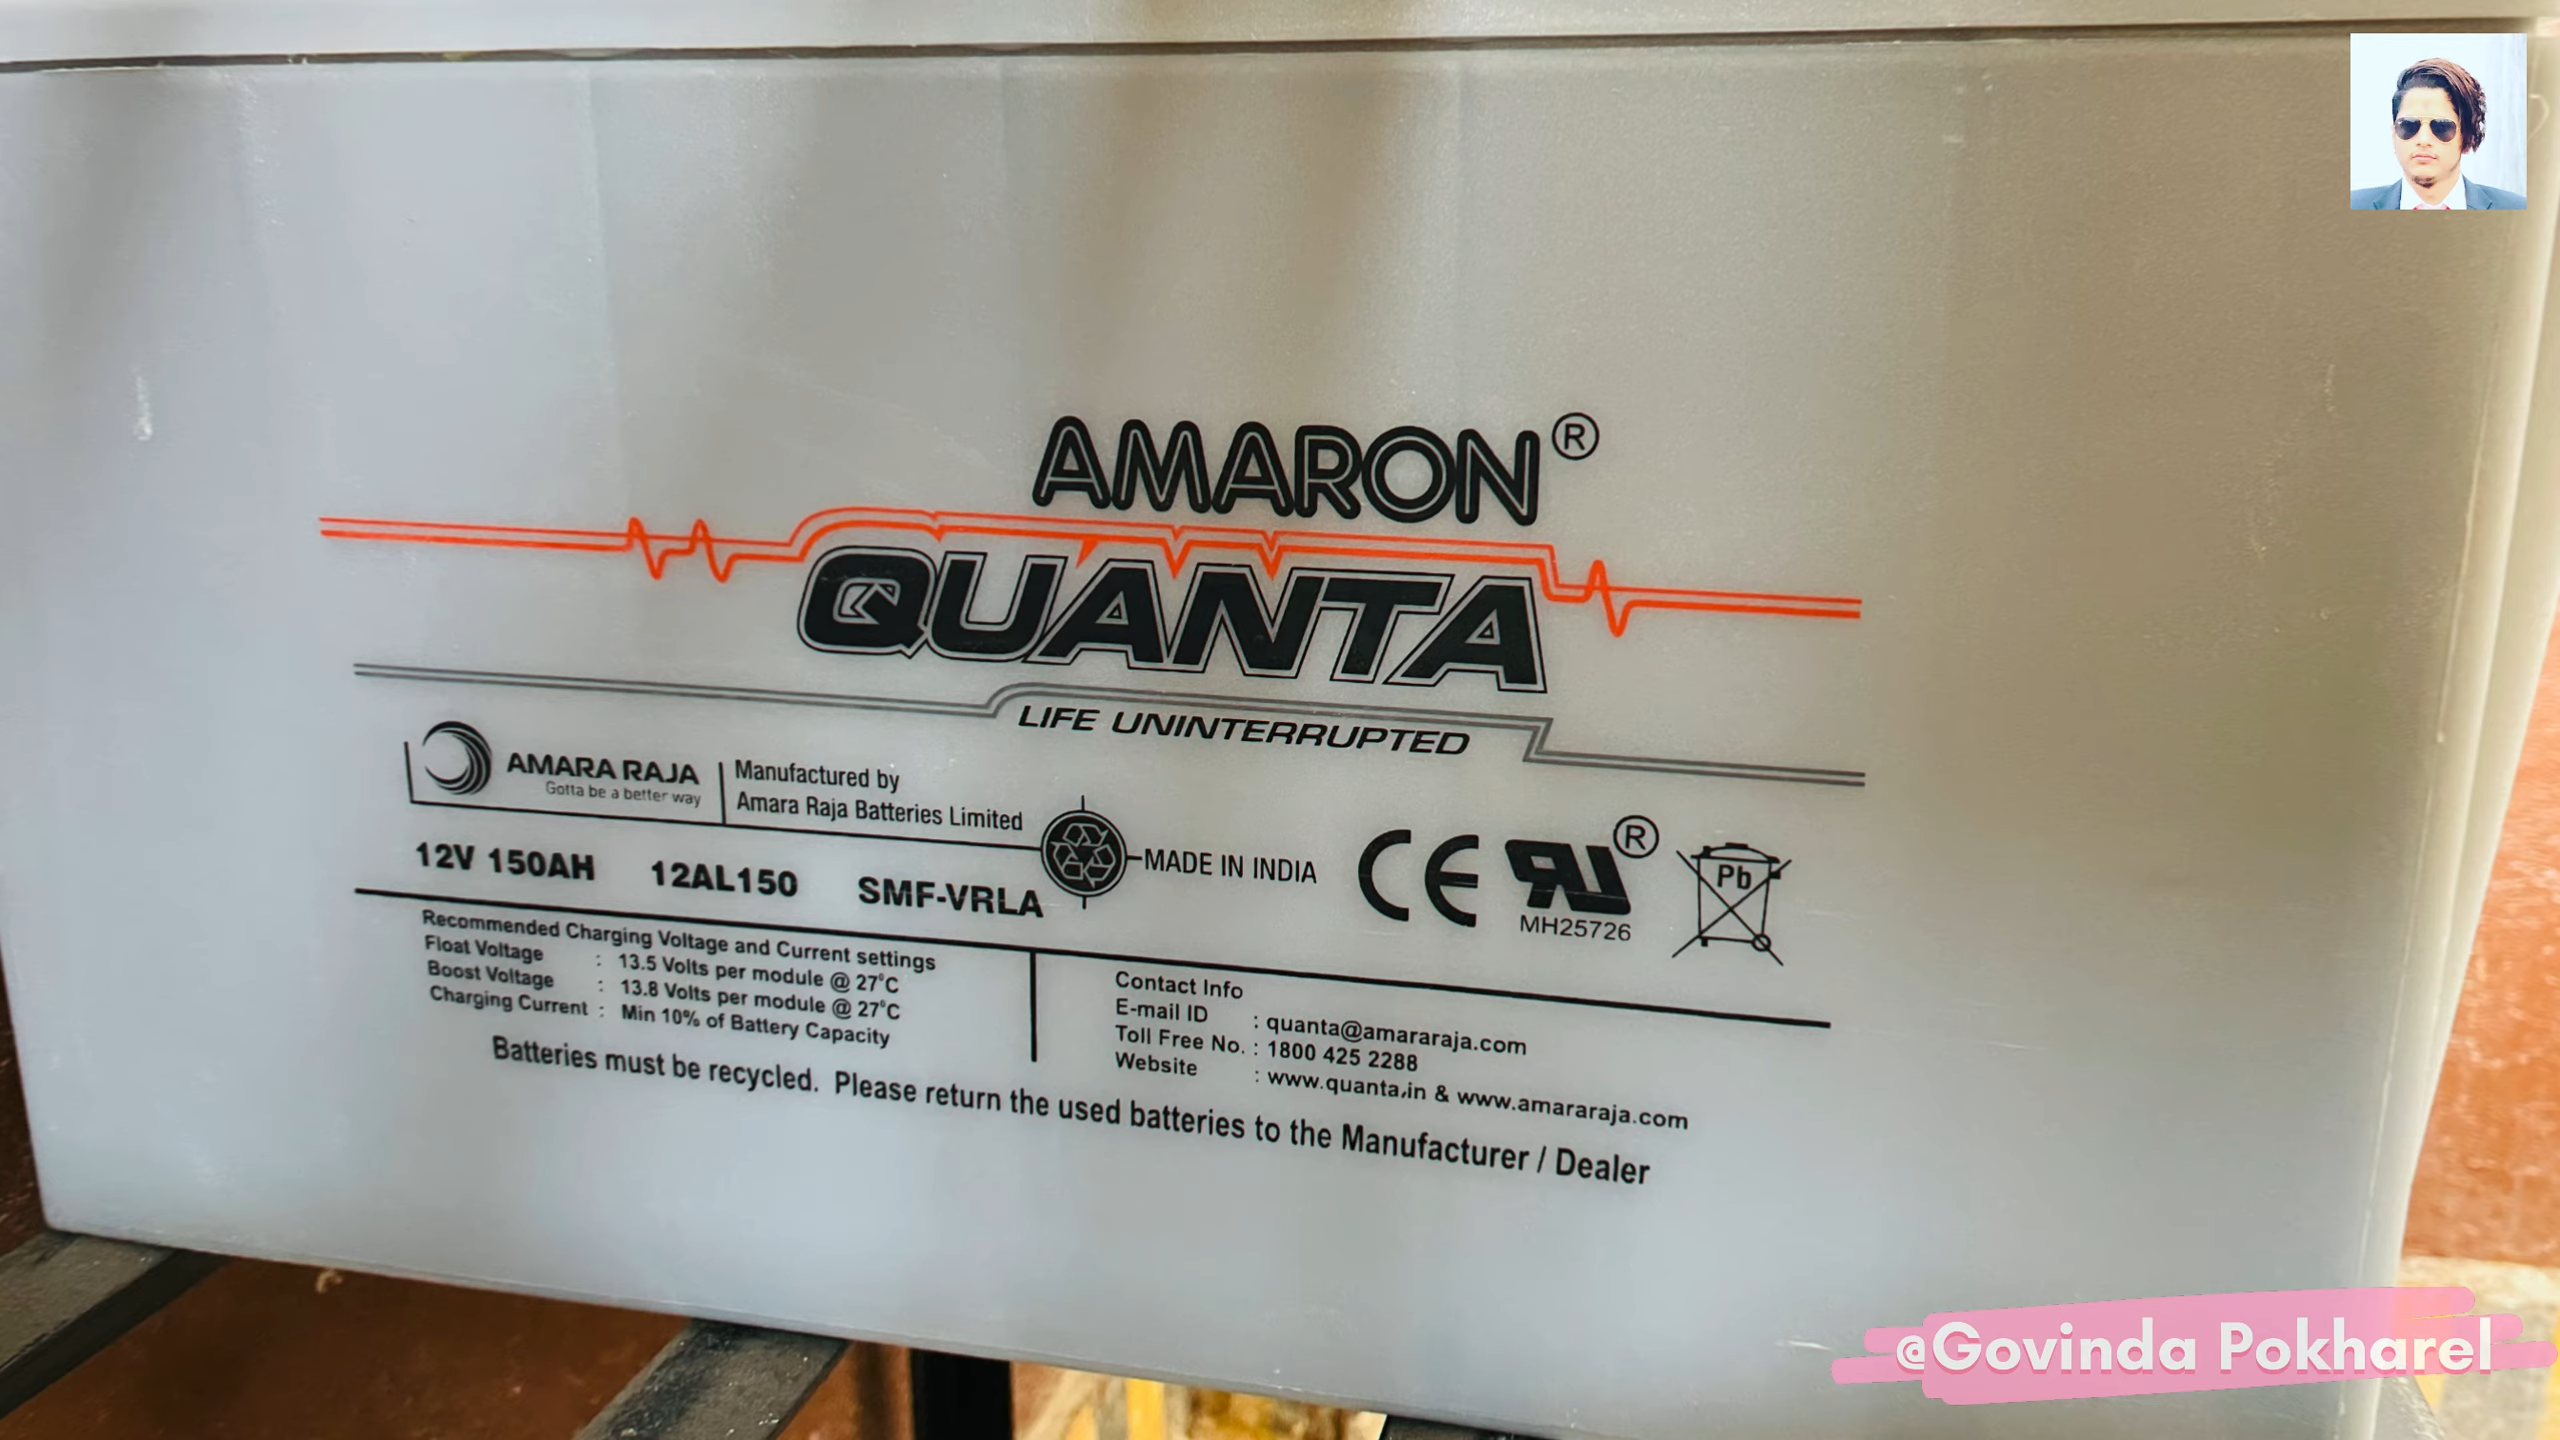 AMARON®
QUANTA
LIFE UNINTERRUPTED
AMARA RAJA
Gotta be a better way
Manufactured by
Amara Raja Batteries Limited
MADE IN INDIA
CE
RU®
MH25726
Pb
12V 150AH 12AL150 SMF-VRLA
Recommended Charging Voltage and Current settings
Float Voltage : 13.5 Volts per module @ 27°C
Boost Voltage : 13.8 Volts per module @ 27°C
Charging Current : Min 10% of Battery Capacity
Contact Info
E-mail ID : quanta@amararaja.com
Toll Free No. : 1800 425 2288
Website : www.quanta.in & www.amararaja.com
Batteries must be recycled. Please return the used batteries to the Manufacturer / Dealer
@Govinda Pokharel